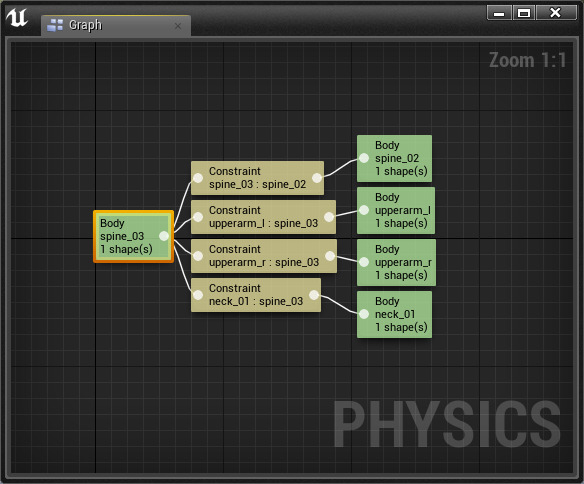 Graph
Zoom 1:1
Body
spine_03
1 shape(s)
Constraint
spine_03 : spine_02
Constraint
upperarm_l : spine_03
Constraint
upperarm_r : spine_03
Constraint
neck_01 : spine_03
Body
spine_02
1 shape(s)
Body
upperarm_l
1 shape(s)
Body
upperarm_r
1 shape(s)
Body
neck_01
1 shape(s)
PHYSICS